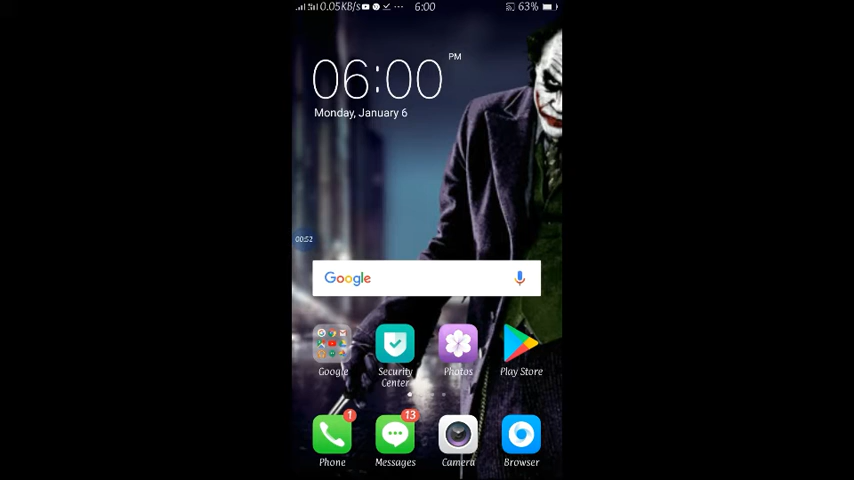 0.05KB/s ... 6:00 63%
06:00 PM
Monday, January 6
00:52
Google
Google Security Center Photos Play Store
1 13
Phone Messages Camera Browser